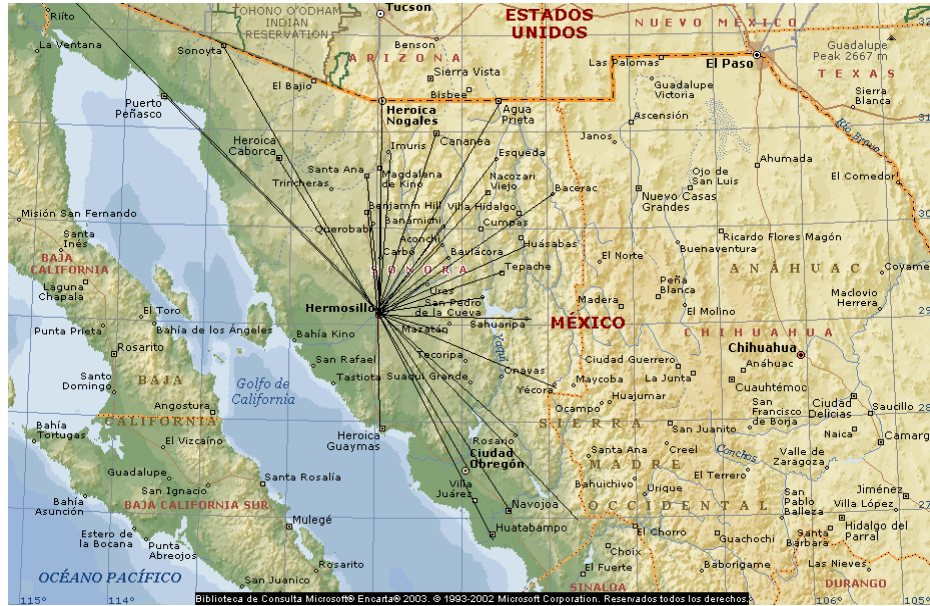 Riíto
TOHONO O'ODHAM
INDIAN
RESERVATION
Tucson
ESTADOS
UNIDOS
NUEVO MÉXICO
32
La Ventana
Sonoyta
Benson
ARIZONA
Las Palomas
El Paso
Guadalupe
Peak 2667 m
TEXAS
El Bajío
Sierra Vista
Bisbee
Guadalupe
Victoria
Sierra
Blanca
Puerto
Peñasco
Heroica
Nogales
Agua
Prieta
Ascensión
Río Bravo
31
Heroica
Caborca
Imuris
Cananea
Esqueda
Janos
Ahumada
Santa Ana
Magdalena
de Kino
Nacozari
Viejo
Bacerac
Ojo de
San Luis
El Comedor
Trincheras
Nuevo Casas
Grandes
Misión San Fernando
Benjamín Hill
Villa Hidalgo
Banámichi
Cumpas
30
Santa
Inés
Querobabi
Aconchi
Huásabas
Ricardo Flores Magón
BAJA
CALIFORNIA
Carbó
Baviácora
Buenaventura
El Norte
SONORA
Tepache
ANÁHUAC
Coyame
Laguna
Chapala
Ures
Peña
Blanca
Maclovio
Herrera
El Toro
Hermosillo
San Pedro
de la Cueva
Madera
El Molino
29
Punta Prieta
Bahía de los Ángeles
Bahía Kino
Mazatán
Sahuaripa
MÉXICO
CHIHUAHUA
Rosarito
Yaqui
Chihuahua
San Rafael
Tecoripa
Ciudad Guerrero
Anáhuac
Santo
Domingo
BAJA
Golfo de
California
Tastiota
Suaqui Grande
Onavas
Yécora
Maycoba
La Junta
Cuauhtémoc
Angostura
Ocampo
Huajumar
San
Francisco
de Borja
Ciudad
Delicias
Saucillo
28
CALIFORNIA
Bahía
Tortugas
Heroica
Guaymas
Rosario
SIERRA
San Juanito
Naica
Camarg
El Vizcaíno
Ciudad
Obregón
Santa Ana
Creel
Conchos
Valle de
Zaragoza
Guadalupe
MADRE
Santa Rosalía
Villa
Juárez
Bahuichivo
El Terrero
San Ignacio
Urique
Jiménez
Bahía
Asunción
BAJA CALIFORNIA SUR
Navojoa
OCCIDENTAL
San
Pablo
Balleza
Villa López
Mulegé
Huatabampo
27
Estero de
la Bocana
Punta
Abreojos
El Chorro
Guachochi
Santa
Bárbara
Hidalgo del
Parral
Choix
Rosarito
El Fuerte
Baborigame
Las Nieves
OCÉANO PACÍFICO
San Juanico
SINALOA
DURANGO
115°
114°
106°
105°
Biblioteca de Consulta Microsoft® Encarta® 2003. © 1993-2002 Microsoft Corporation. Reservados todos los derechos.